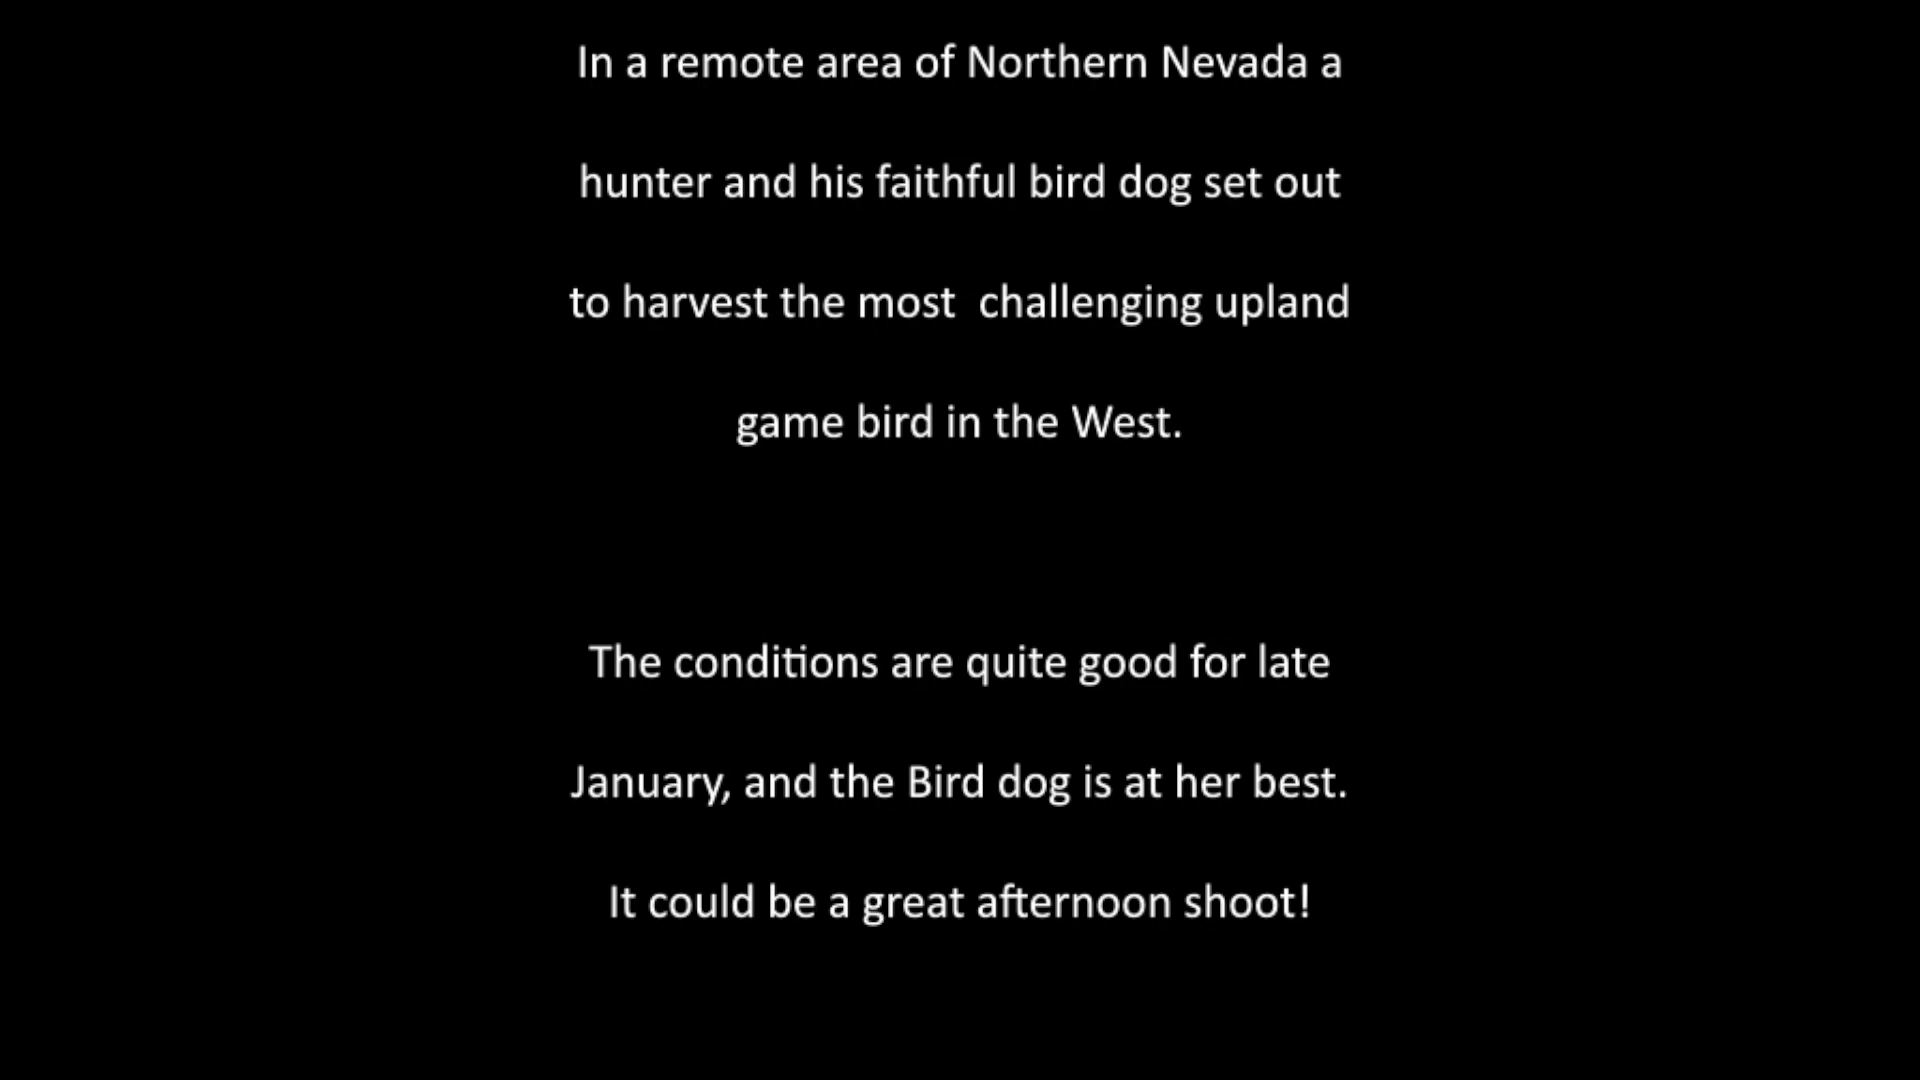 In a remote area of Northern Nevada a
hunter and his faithful bird dog set out
to harvest the most  challenging upland
game bird in the West.
The conditions are quite good for late
January, and the Bird dog is at her best.
It could be a great afternoon shoot!